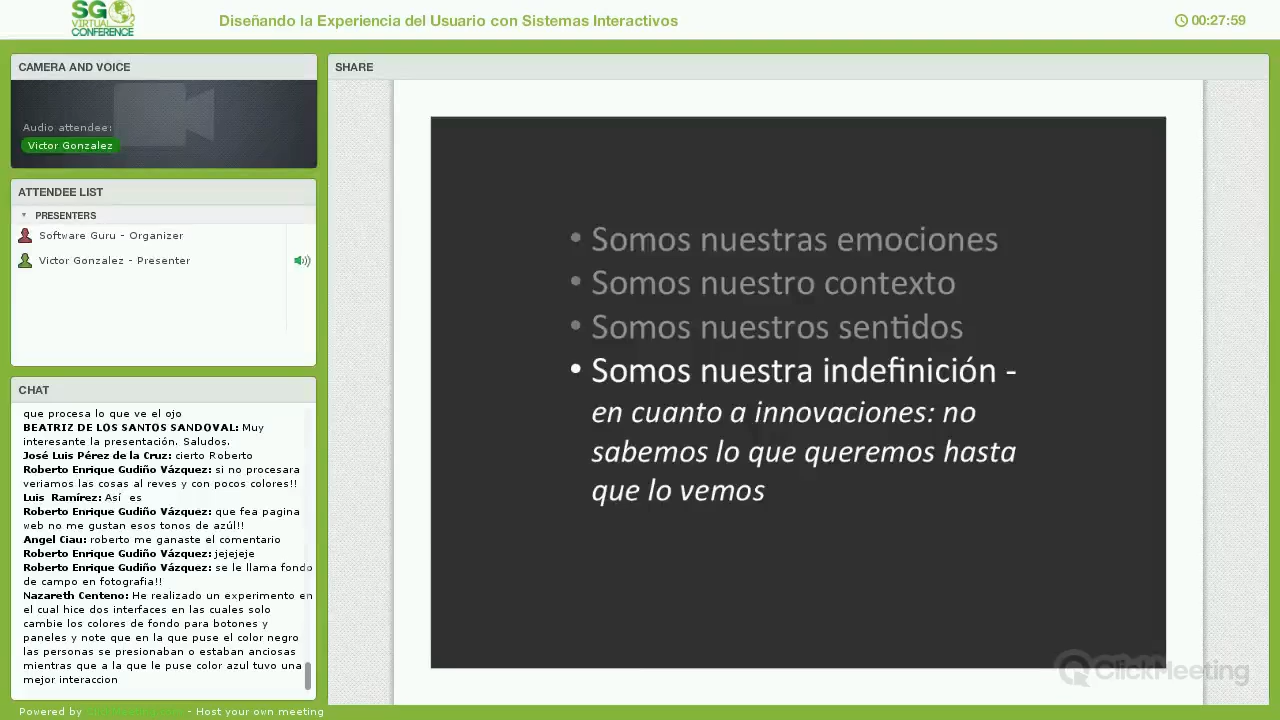 SG
VIRTUAL
CONFERENCE
Diseñando la Experiencia del Usuario con Sistemas Interactivos
00:27:59
CAMERA AND VOICE
Audio attendee:
Victor Gonzalez
ATTENDEE LIST
PRESENTERS
Software Guru - Organizer
Victor Gonzalez - Presenter
CHAT
que procesa lo que ve el ojo
BEATRIZ DE LOS SANTOS SANDOVAL: Muy
interesante la presentación. Saludos.
José Luis Pérez de la Cruz: cierto Roberto
Roberto Enrique Gudiño Vázquez: si no procesara
veriamos las cosas al reves y con pocos colores!!
Luis Ramírez: Así es
Roberto Enrique Gudiño Vázquez: que fea pagina
web no me gustan esos tonos de azúl!!
Angel Ciau: roberto me ganaste el comentario
Roberto Enrique Gudiño Vázquez: jejejeje
Roberto Enrique Gudiño Vázquez: se le llama fondo
de campo en fotografia!!
Nazareth Centeno: He realizado un experimento en
el cual hice dos interfaces en las cuales solo
cambie los colores de fondo para botones y
paneles y note que en la que puse el color negro
las personas se presionaban o estaban anciosas
mientras que a la que le puse color azul tuvo una
mejor interaccion
Powered by - Host your own meeting
SHARE
• Somos nuestras emociones
• Somos nuestro contexto
• Somos nuestros sentidos
• Somos nuestra indefinición -
en cuanto a innovaciones: no
sabemos lo que queremos hasta
que lo vemos
ClickMeeting